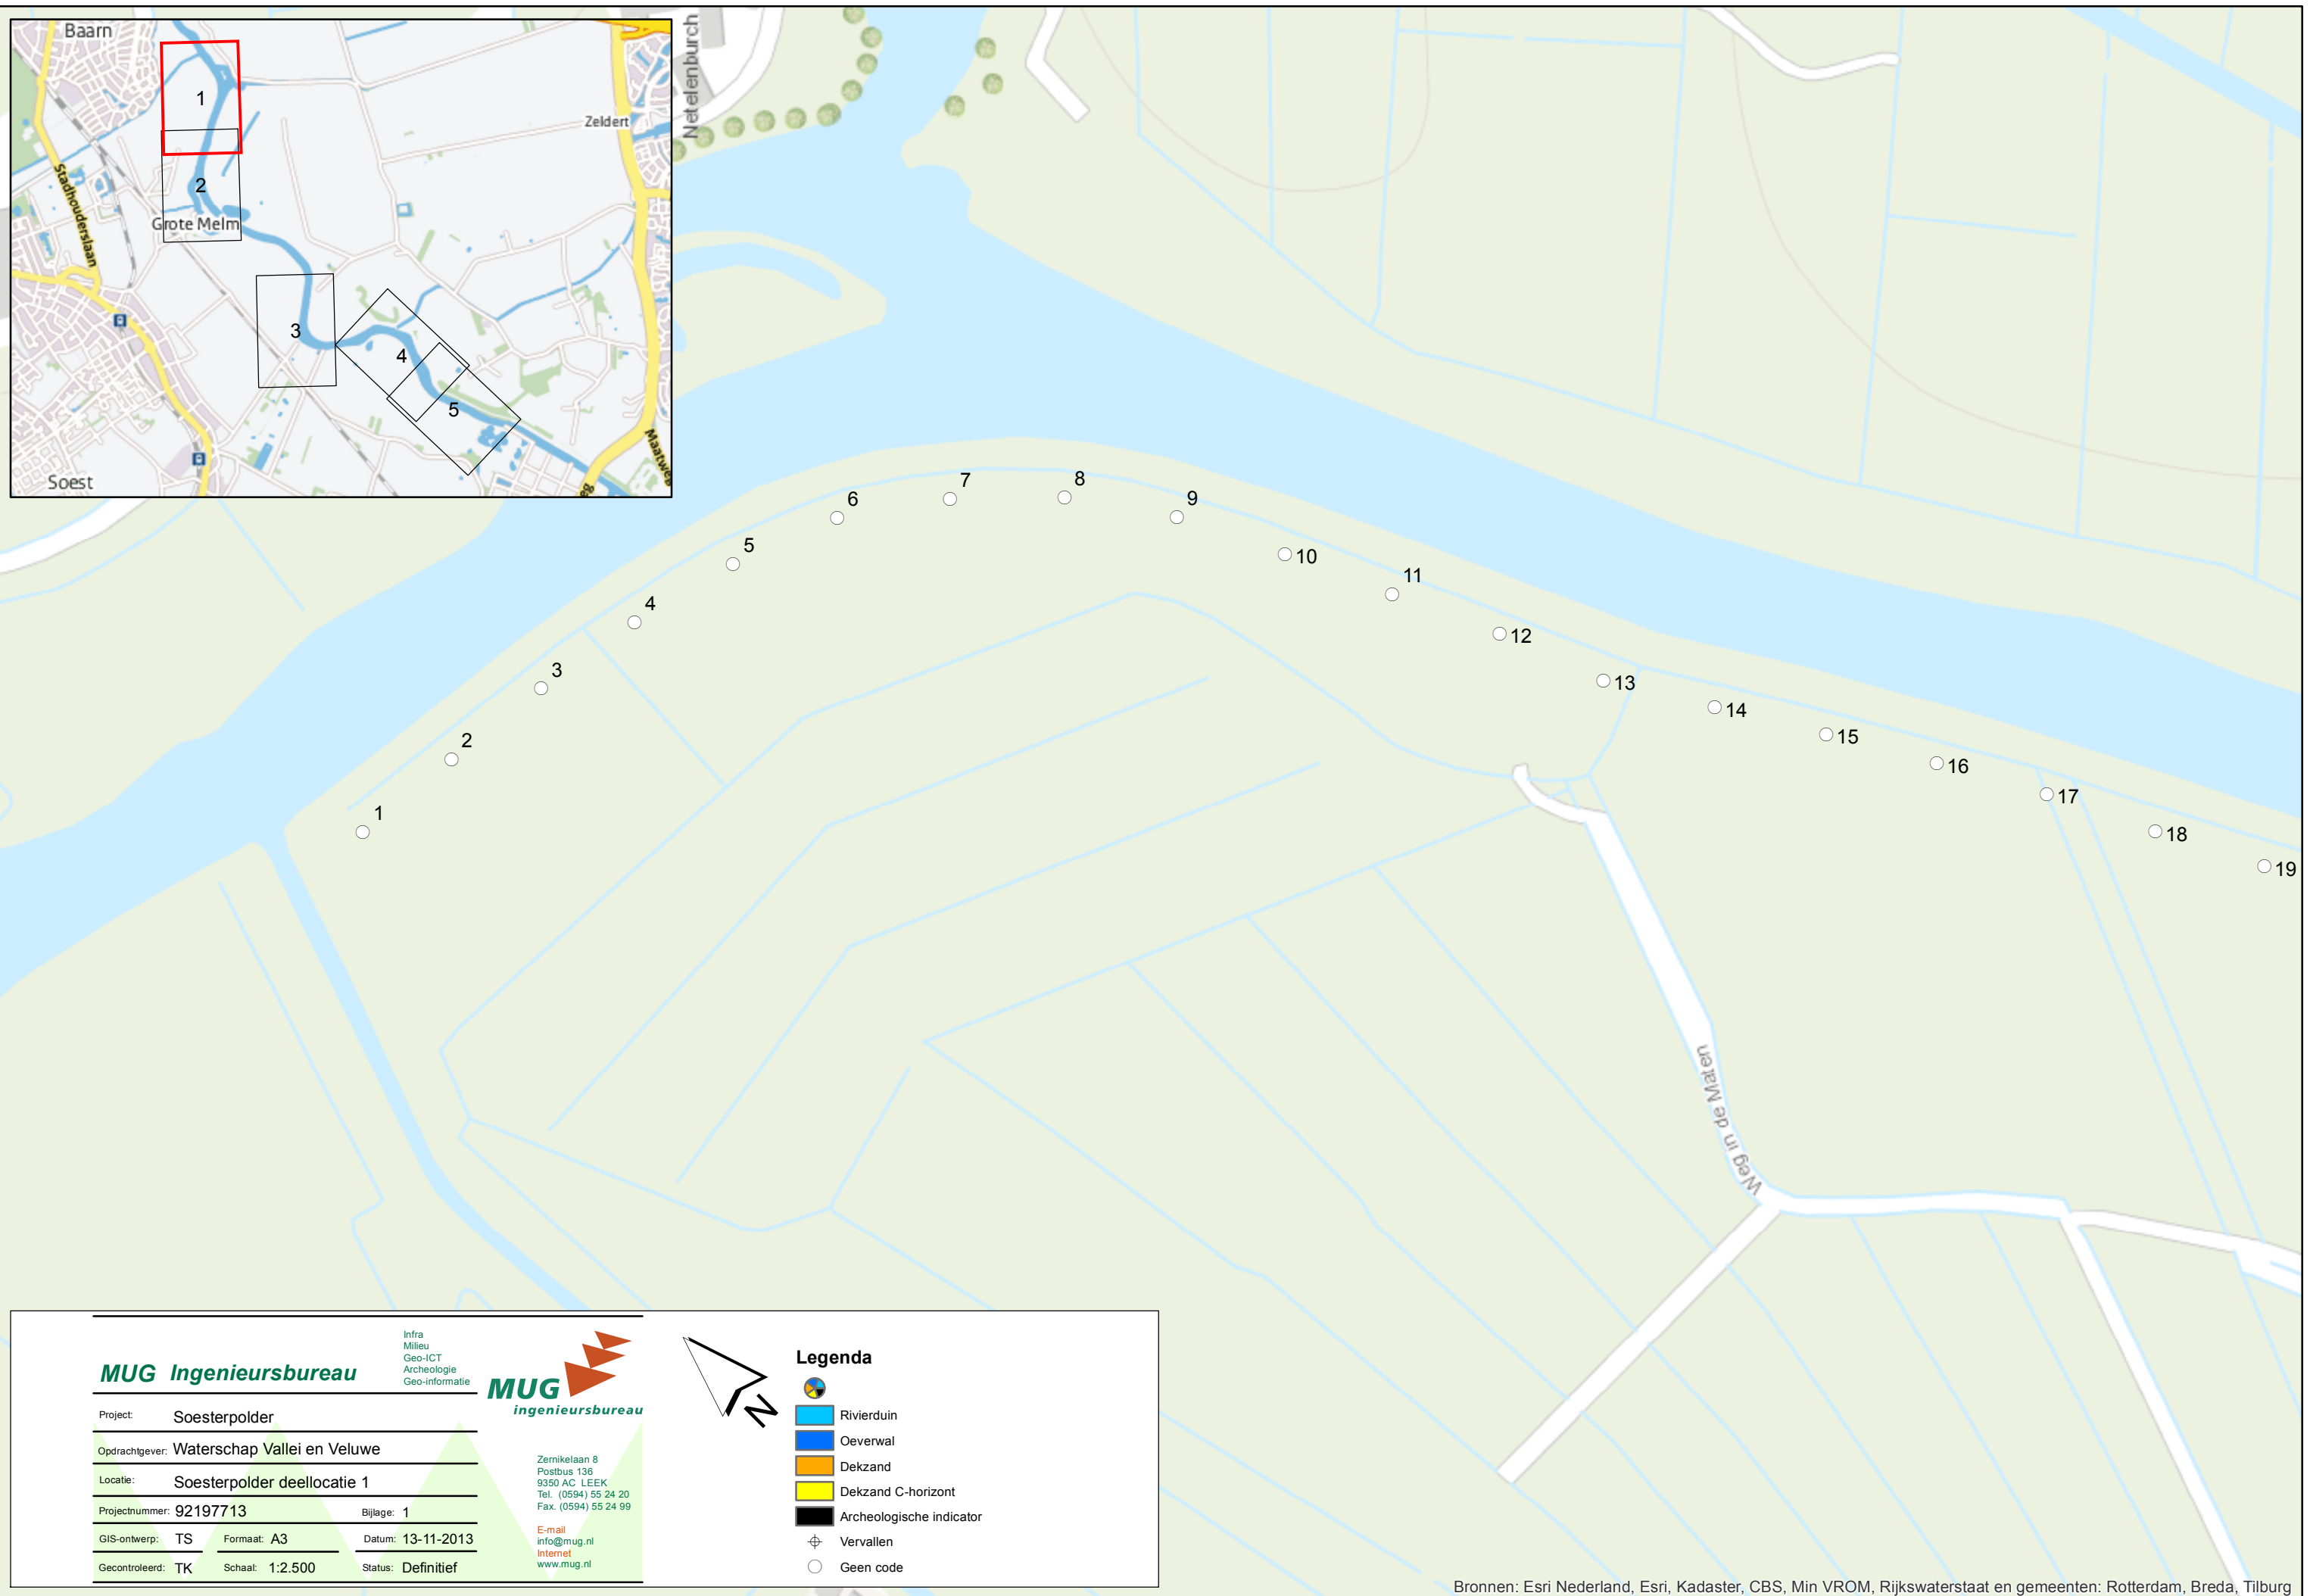 Baarn
Zeldert
Stadhouderslaan
Grote Melm
Soest
Maatweg
eg
1
2
3
4
5
Netelenburch
1
2
3
4
5
6
7
8
9
10
11
12
13
14
15
16
17
18
19
Weg in de Maten
MUG Ingenieursbureau
Infra
Milieu
Geo-ICT
Archeologie
Geo-informatie
MUG
ingenieursbureau
Project: Soesterpolder
Opdrachtgever: Waterschap Vallei en Veluwe
Locatie: Soesterpolder deellocatie 1
Projectnummer: 92197713 Bijlage: 1
GIS-ontwerp: TS Formaat: A3 Datum: 13-11-2013
Gecontroleerd: TK Schaal: 1:2.500 Status: Definitief
Zernikelaan 8
Postbus 136
9350 AC LEEK
Tel. (0594) 55 24 20
Fax. (0594) 55 24 99
E-mail
info@mug.nl
Internet
www.mug.nl
N
Legenda
Rivierduin
Oeverwal
Dekzand
Dekzand C-horizont
Archeologische indicator
Vervallen
Geen code
Bronnen: Esri Nederland, Esri, Kadaster, CBS, Min VROM, Rijkswaterstaat en gemeenten: Rotterdam, Breda, Tilburg